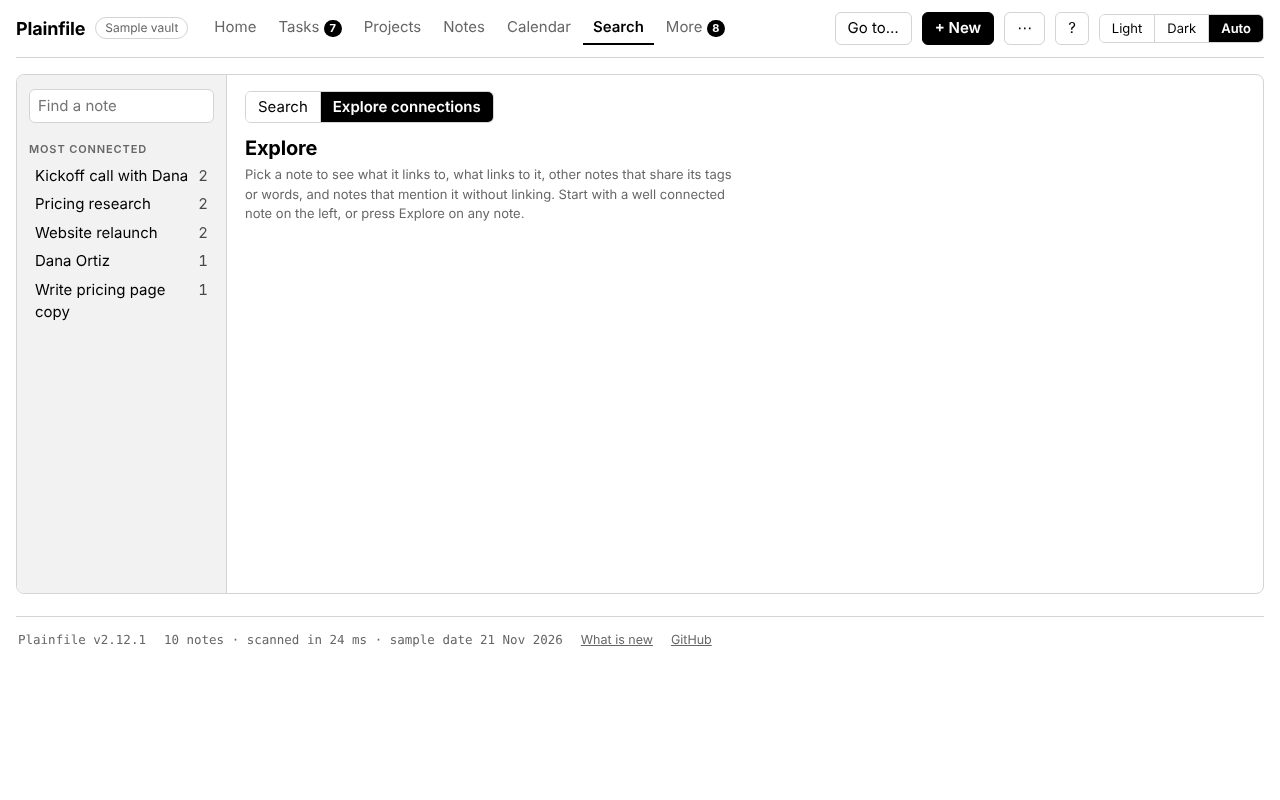 Plainfile Sample vault Home Tasks 7 Projects Notes Calendar Search More 8 Go to... + New ··· ? Light Dark Auto
Find a note
MOST CONNECTED
Kickoff call with Dana 2
Pricing research 2
Website relaunch 2
Dana Ortiz 1
Write pricing page copy 1
Search Explore connections
Explore
Pick a note to see what it links to, what links to it, other notes that share its tags
or words, and notes that mention it without linking. Start with a well connected
note on the left, or press Explore on any note.
Plainfile v2.12.1 10 notes · scanned in 24 ms · sample date 21 Nov 2026 What is new GitHub